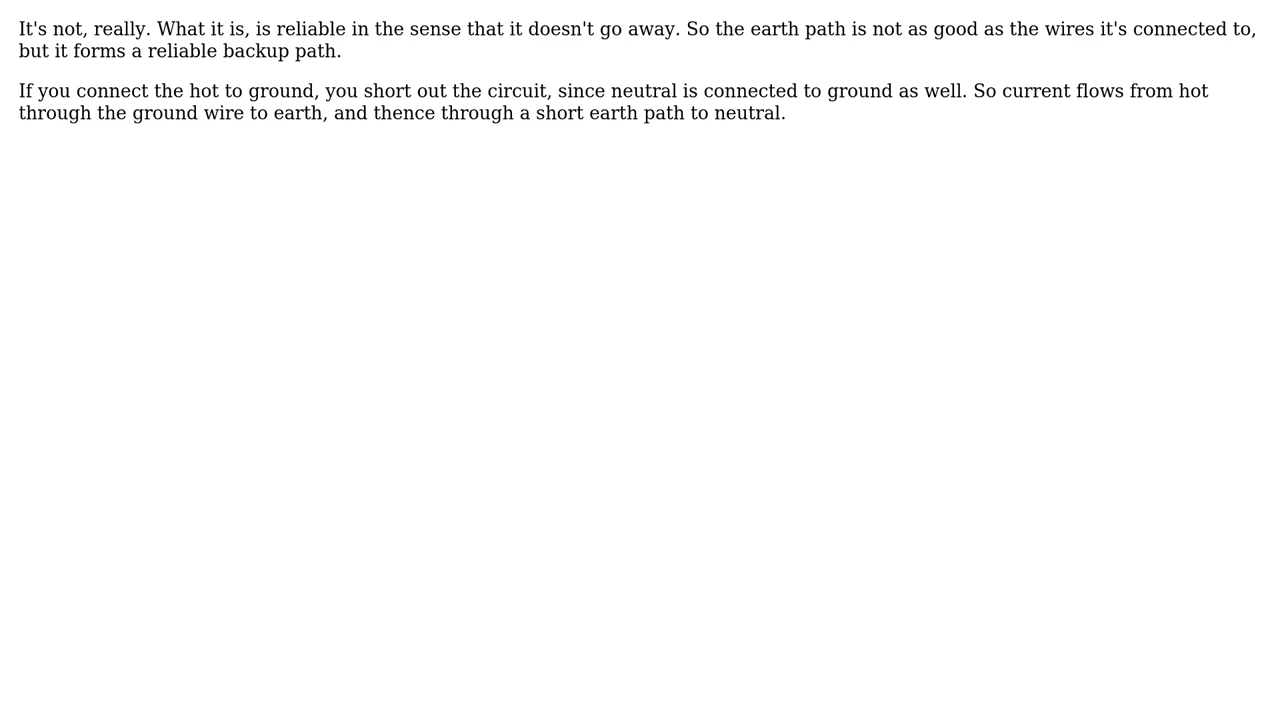 It's not, really. What it is, is reliable in the sense that it doesn't go away. So the earth path is not as good as the wires it's connected to,
but it forms a reliable backup path.
If you connect the hot to ground, you short out the circuit, since neutral is connected to ground as well. So current flows from hot
through the ground wire to earth, and thence through a short earth path to neutral.